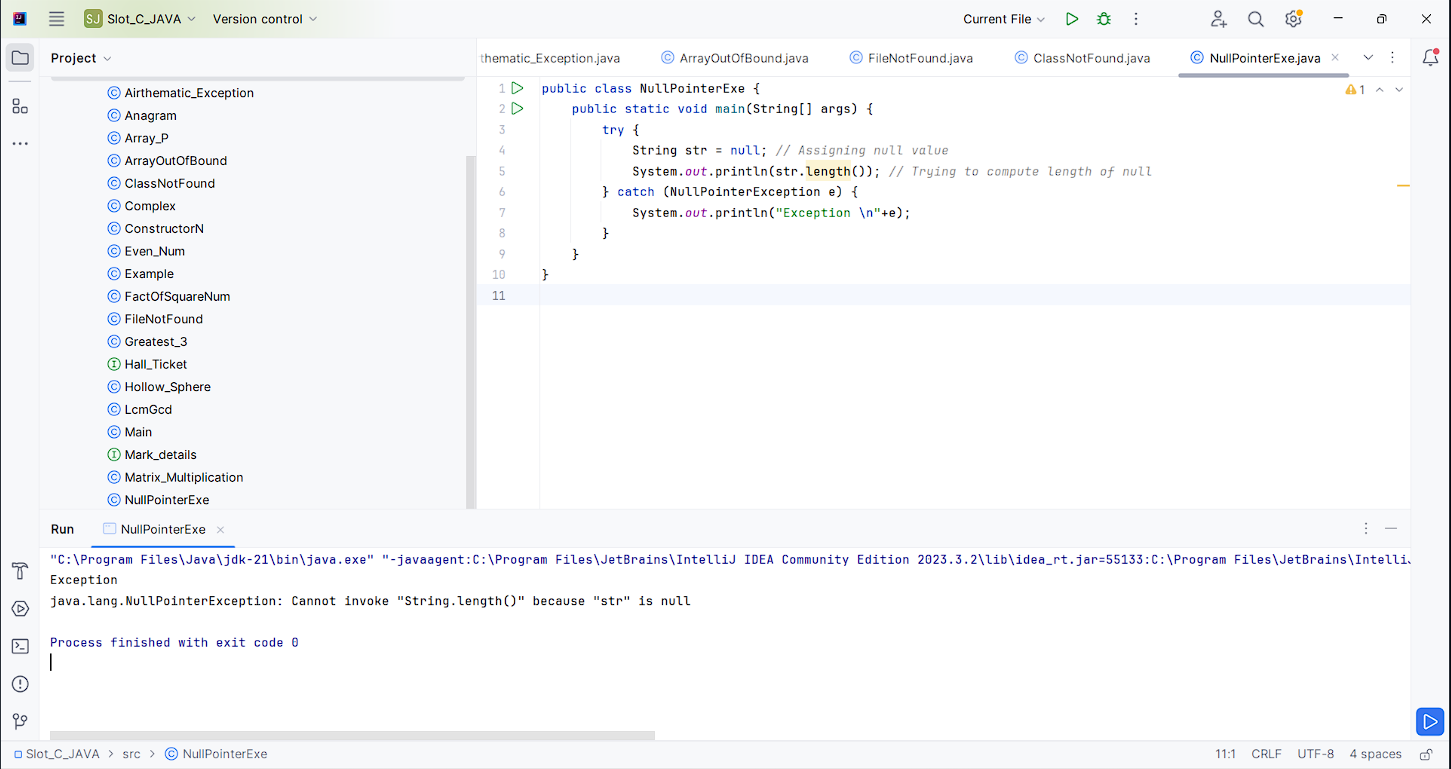 SJ Slot_C_JAVA Version control Current File
Project
thematic_Exception.java ArrayOutOfBound.java FileNotFound.java ClassNotFound.java NullPointerExe.java
Airthematic_Exception
Anagram
Array_P
ArrayOutOfBound
ClassNotFound
Complex
ConstructorN
Even_Num
Example
FactOfSquareNum
FileNotFound
Greatest_3
Hall_Ticket
Hollow_Sphere
LcmGcd
Main
Mark_details
Matrix_Multiplication
NullPointerExe
1 public class NullPointerExe {
2 public static void main(String[] args) {
3 try {
4 String str = null; // Assigning null value
5 System.out.println(str.length()); // Trying to compute length of null
6 } catch (NullPointerException e) {
7 System.out.println("Exception \n"+e);
8 }
9 }
10 }
11
1
Run NullPointerExe
"C:\Program Files\Java\jdk-21\bin\java.exe" "-javaagent:C:\Program Files\JetBrains\IntelliJ IDEA Community Edition 2023.3.2\lib\idea_rt.jar=55133:C:\Program Files\JetBrains\IntelliJ
Exception
java.lang.NullPointerException: Cannot invoke "String.length()" because "str" is null
Process finished with exit code 0
Slot_C_JAVA > src > NullPointerExe 11:1 CRLF UTF-8 4 spaces